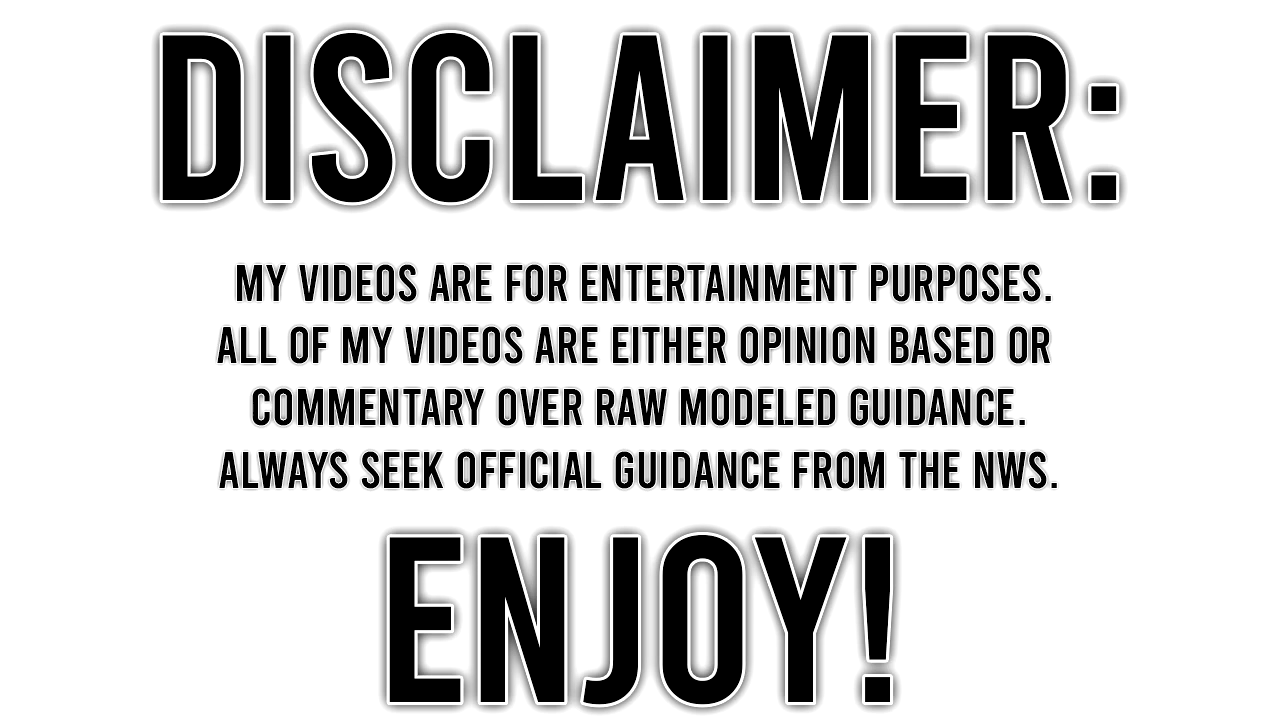 DISCLAIMER:
MY VIDEOS ARE FOR ENTERTAINMENT PURPOSES.
ALL OF MY VIDEOS ARE EITHER OPINION BASED OR
COMMENTARY OVER RAW MODELED GUIDANCE.
ALWAYS SEEK OFFICIAL GUIDANCE FROM THE NWS.
ENJOY!